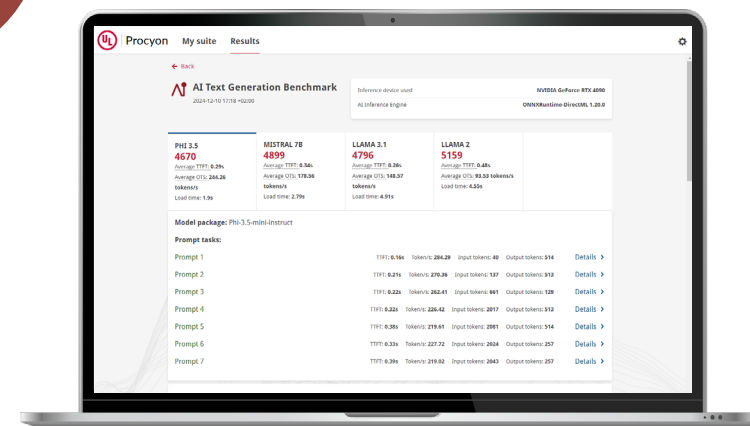 UL Procyon My suite Results
← Back
AI Text Generation Benchmark
2024-12-10 17:18 +02:00
Inference device used NVIDIA GeForce RTX 4090
AI Inference Engine ONNXRuntime-DirectML 1.20.0
PHI 3.5
4670
Average TTFT: 0.29s
Average OTS: 244.26
tokens/s
Load time: 1.9s
MISTRAL 7B
4899
Average TTFT: 0.34s
Average OTS: 178.56
tokens/s
Load time: 2.79s
LLAMA 3.1
4796
Average TTFT: 0.26s
Average OTS: 148.57
tokens/s
Load time: 4.91s
LLAMA 2
5159
Average TTFT: 0.48s
Average OTS: 93.53 tokens/s
Load time: 4.55s
Model package: Phi-3.5-mini-instruct
Prompt tasks:
Prompt 1 TTFT: 0.16s Token/s: 284.29 Input tokens: 40 Output tokens: 514 Details >
Prompt 2 TTFT: 0.21s Token/s: 270.36 Input tokens: 137 Output tokens: 513 Details >
Prompt 3 TTFT: 0.22s Token/s: 262.41 Input tokens: 661 Output tokens: 129 Details >
Prompt 4 TTFT: 0.32s Token/s: 226.42 Input tokens: 2017 Output tokens: 513 Details >
Prompt 5 TTFT: 0.38s Token/s: 219.61 Input tokens: 2081 Output tokens: 514 Details >
Prompt 6 TTFT: 0.33s Token/s: 227.72 Input tokens: 2024 Output tokens: 257 Details >
Prompt 7 TTFT: 0.39s Token/s: 219.02 Input tokens: 2043 Output tokens: 257 Details >